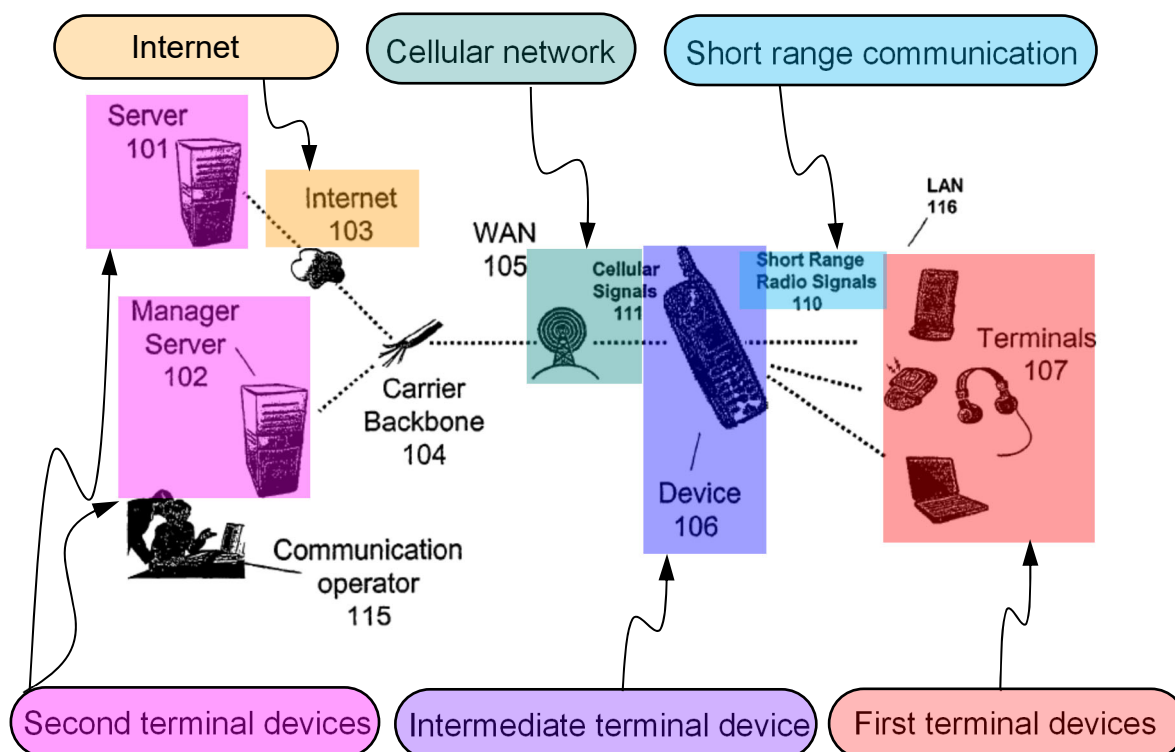 Internet
Cellular network
Short range communication
Server
101
Internet
103
LAN
116
WAN
105
Cellular
Signals
111
Short Range
Radio Signals
110
Manager
Server
102
Terminals
107
Carrier
Backbone
104
Device
106
Communication
operator
115
Second terminal devices
Intermediate terminal device
First terminal devices